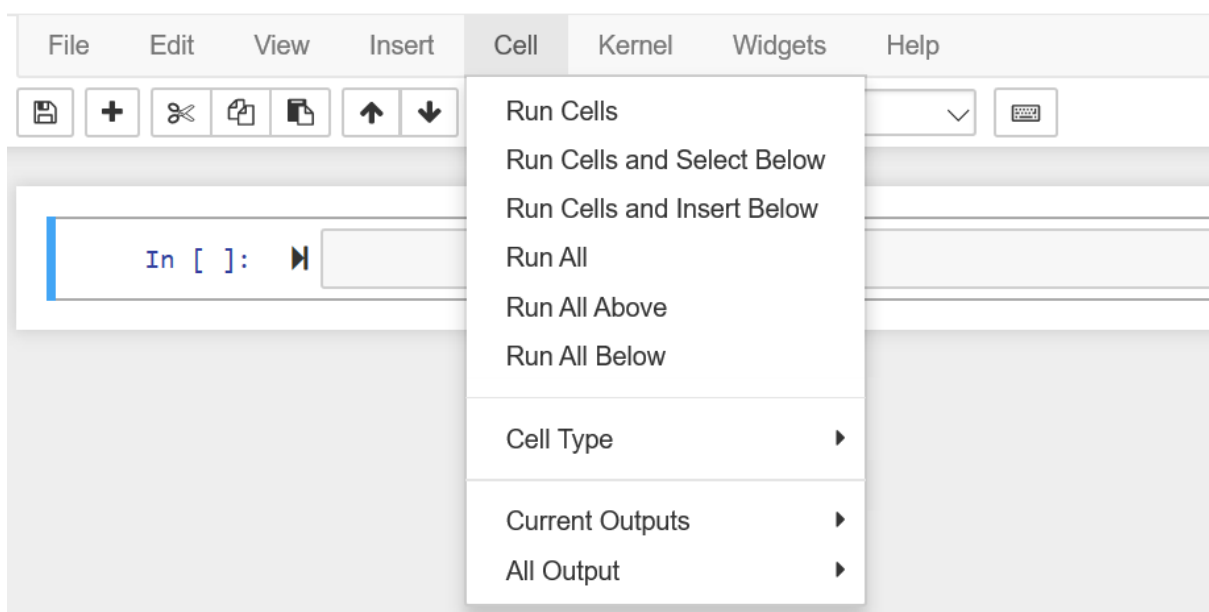 File Edit View Insert Cell Kernel Widgets Help
Run Cells
Run Cells and Select Below
Run Cells and Insert Below
In [ ]:
Run All
Run All Above
Run All Below
Cell Type
Current Outputs
All Output